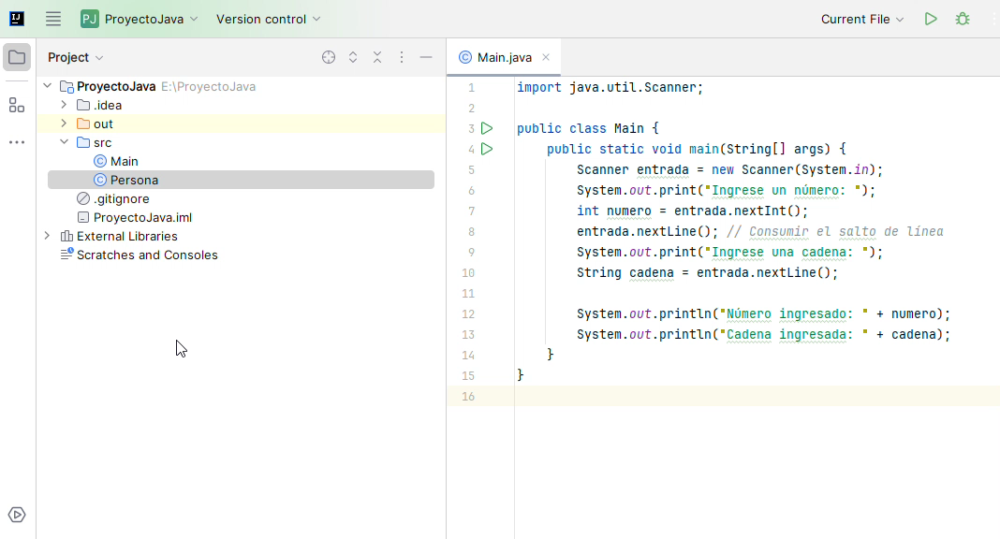 IJ
PJ ProyectoJava Version control Current File
Project
Main.java
ProyectoJava E:\ProyectoJava
.idea
out
src
Main
Persona
.gitignore
ProyectoJava.iml
External Libraries
Scratches and Consoles
1 import java.util.Scanner;
2
3 public class Main {
4 public static void main(String[] args) {
5 Scanner entrada = new Scanner(System.in);
6 System.out.print("Ingrese un número: ");
7 int numero = entrada.nextInt();
8 entrada.nextLine(); // Consumir el salto de línea
9 System.out.print("Ingrese una cadena: ");
10 String cadena = entrada.nextLine();
11
12 System.out.println("Número ingresado: " + numero);
13 System.out.println("Cadena ingresada: " + cadena);
14 }
15 }
16